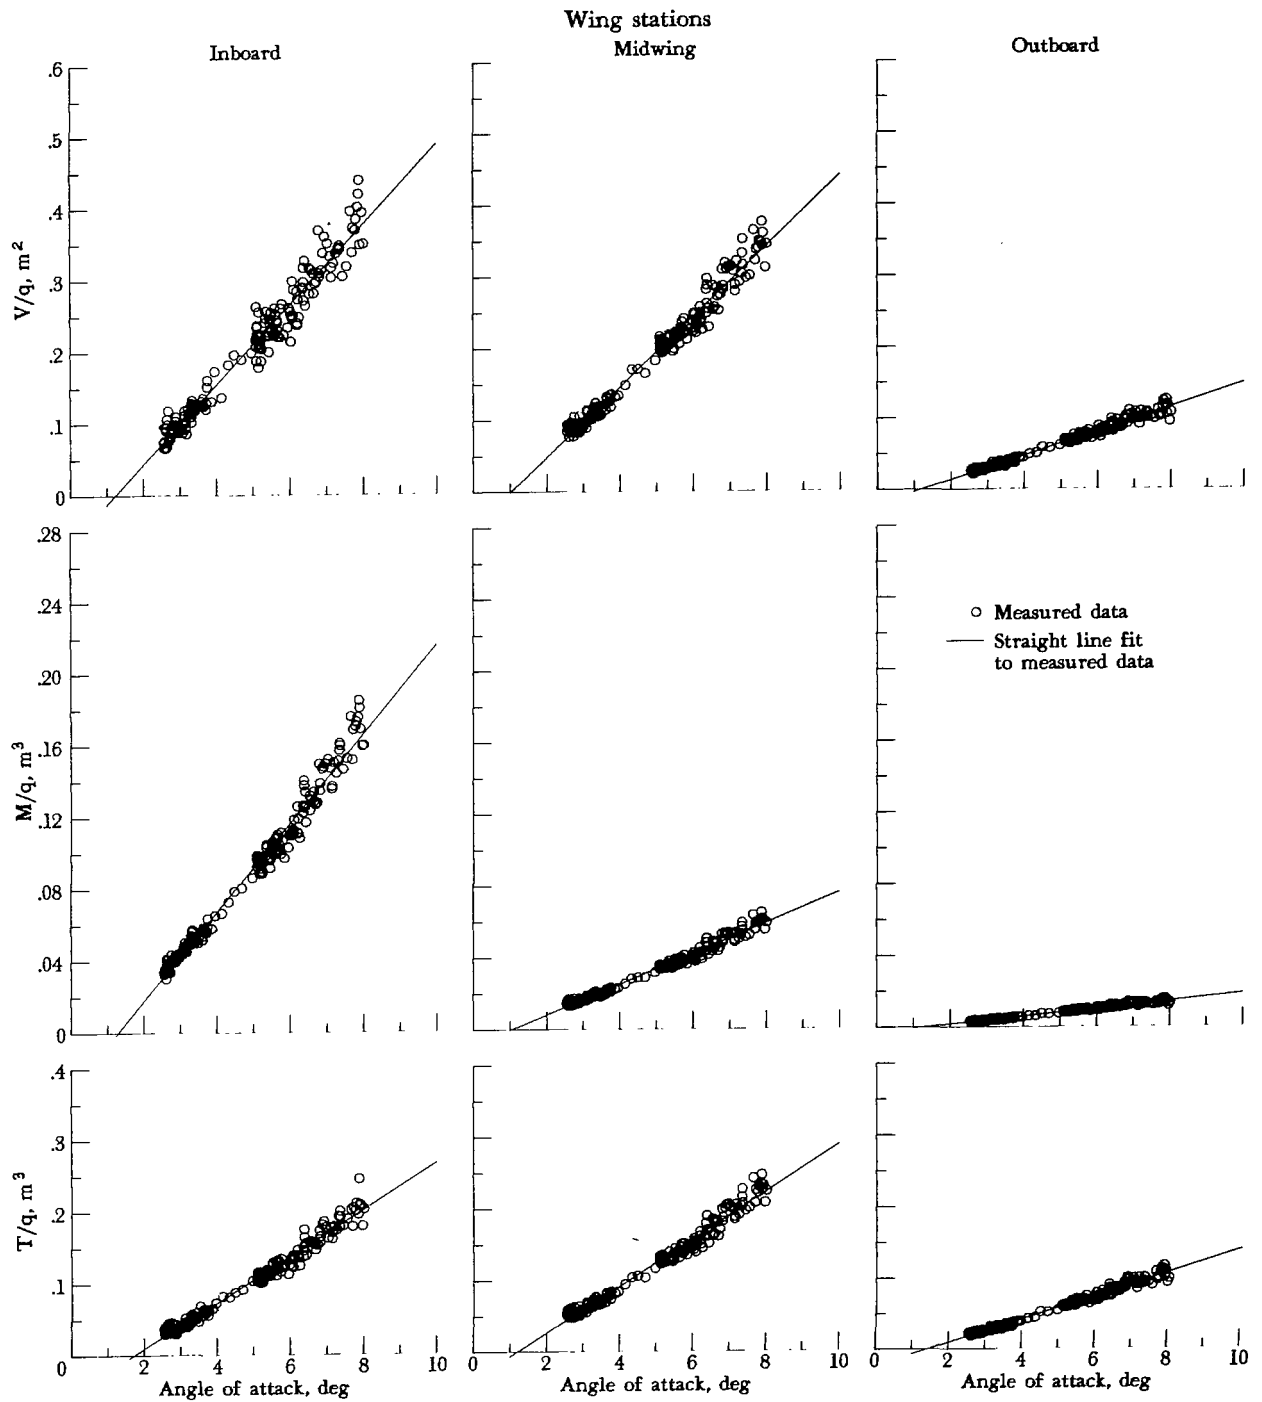 Wing stations
Inboard
Midwing
Outboard
.6
.5
.4
.3
.2
.1
0
V/q, m²
.28
.24
.20
.16
.12
.08
.04
0
M/q, m³
Measured data
Straight line fit
to measured data
.4
.3
.2
.1
0
T/q, m³
2 4 6 8 10
Angle of attack, deg
0 2 4 6 8 10
Angle of attack, deg
0 2 4 6 8 10
Angle of attack, deg